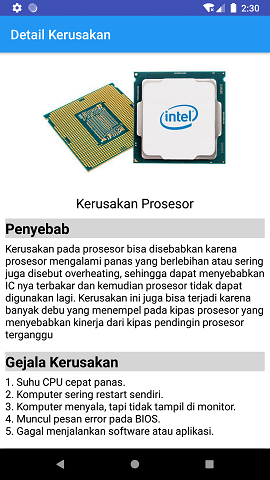 2:30
Detail Kerusakan
intel
Kerusakan Prosesor
Penyebab
Kerusakan pada prosesor bisa disebabkan karena
prosesor mengalami panas yang berlebihan atau sering
juga disebut overheating, sehingga dapat menyebabkan
IC nya terbakar dan kemudian prosesor tidak dapat
digunakan lagi. Kerusakan ini juga bisa terjadi karena
banyak debu yang menempel pada kipas prosesor yang
menyebabkan kinerja dari kipas pendingin prosesor
terganggu
Gejala Kerusakan
1. Suhu CPU cepat panas.
2. Komputer sering restart sendiri.
3. Komputer menyala, tapi tidak tampil di monitor.
4. Muncul pesan error pada BIOS.
5. Gagal menjalankan software atau aplikasi.